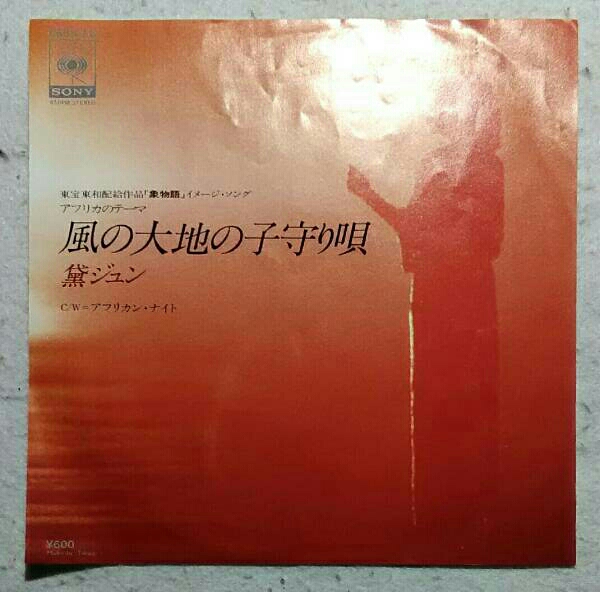 SONY
45RPM STEREO
東宝東和配給作品「象物語」イメージ・ソング
アフリカのテーマ
風の大地の子守り唄
黛ジュン
C/W=アフリカン・ナイト
¥600